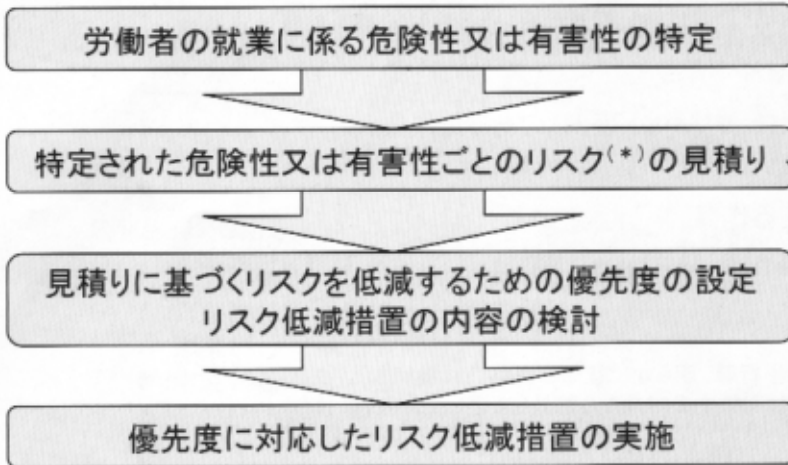 労働者の就業に係る危険性又は有害性の特定
特定された危険性又は有害性ごとのリスク(*)の見積り
見積りに基づくリスクを低減するための優先度の設定
リスク低減措置の内容の検討
優先度に対応したリスク低減措置の実施